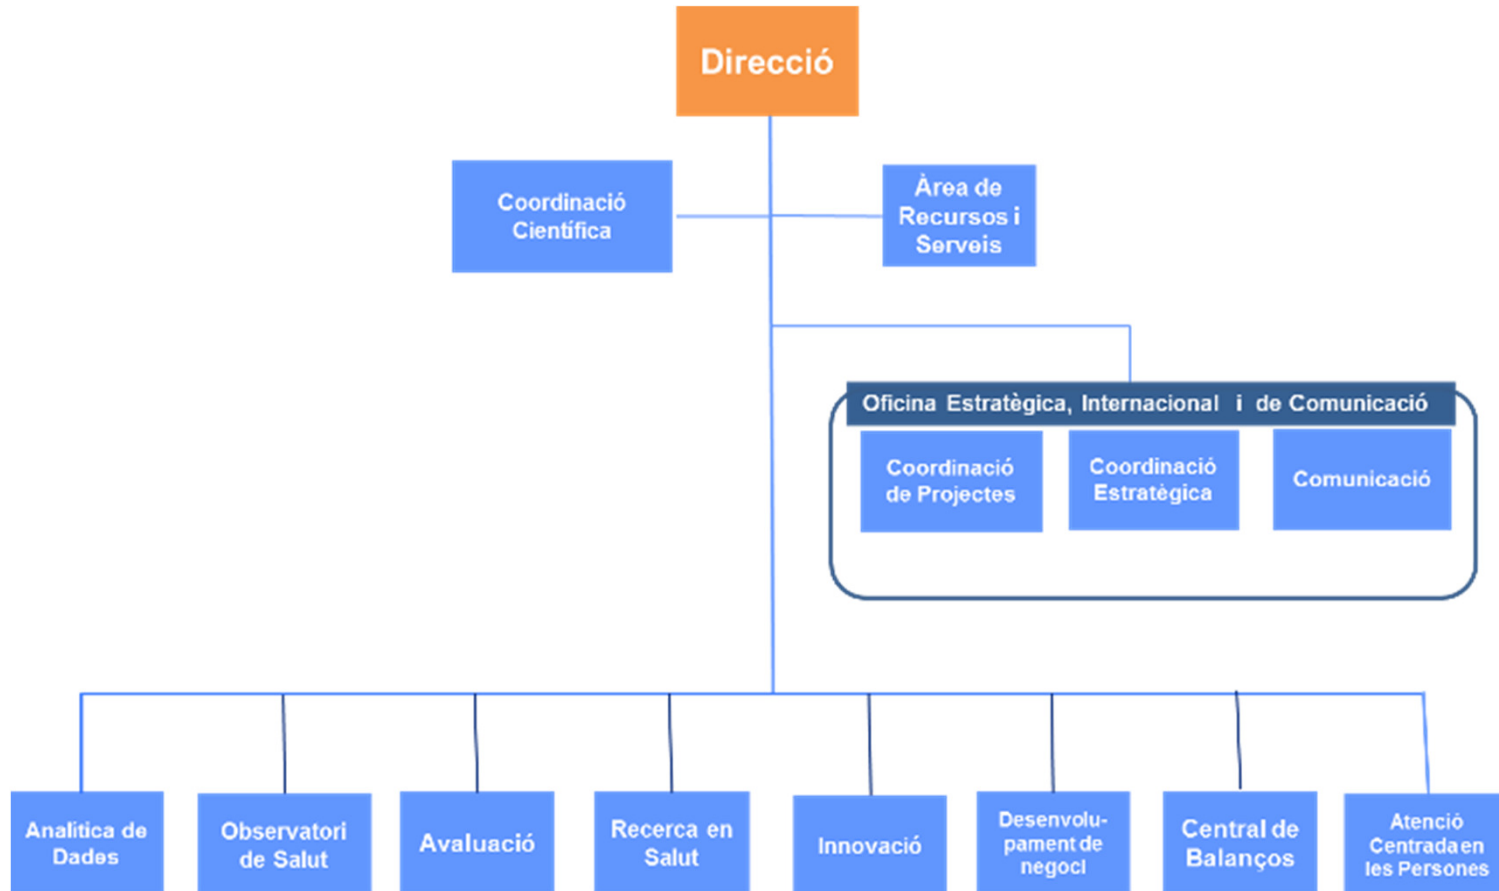 Direcció
Coordinació
Científica
Àrea de
Recursos i
Serveis
Oficina Estratègica, Internacional i de Comunicació
Coordinació
de Projectes
Coordinació
Estratègica
Comunicació
Analítica de
Dades
Observatori
de Salut
Avaluació
Recerca en
Salut
Innovació
Desenvolu-
pament de
negoci
Central de
Balanços
Atenció
Centrada en
les Persones